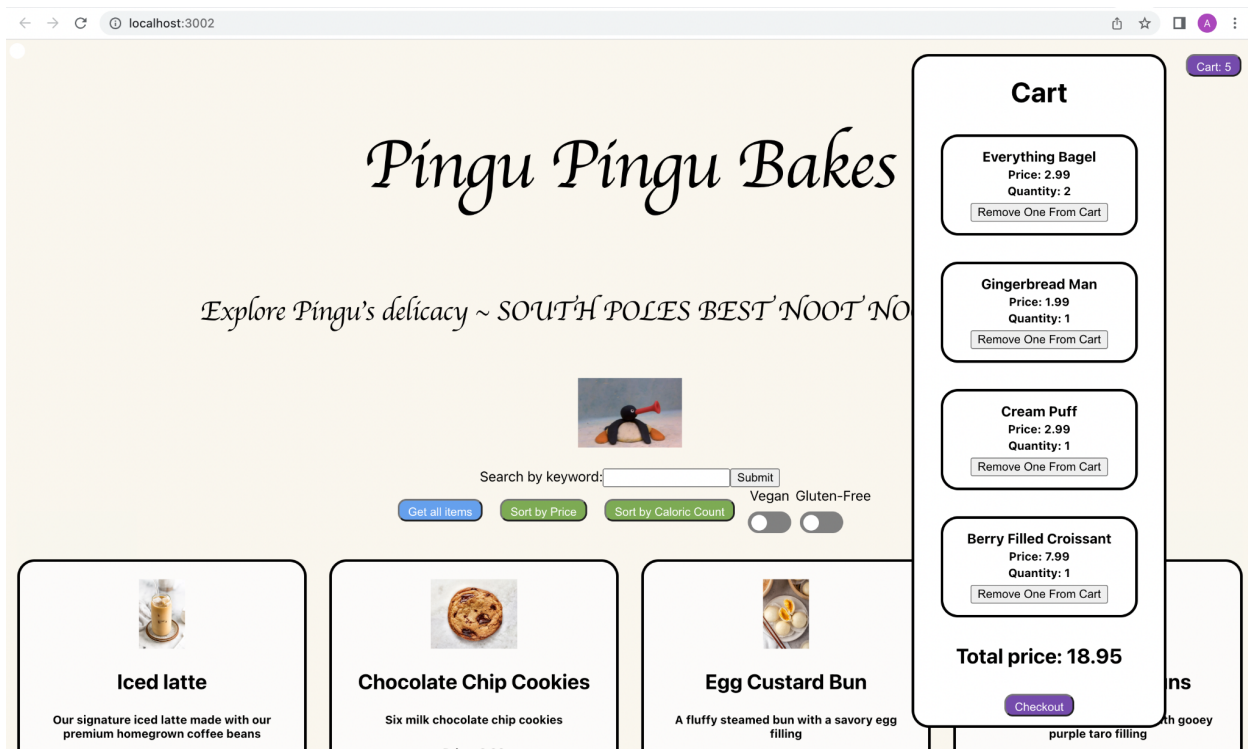 localhost:3002
A
Cart: 5
Pingu Pingu Bakes
Explore Pingu's delicacy ~ SOUTH POLES BEST NOOT NO
Search by keyword: Submit
Vegan Gluten-Free
Get all items Sort by Price Sort by Caloric Count
Cart
Everything Bagel
Price: 2.99
Quantity: 2
Remove One From Cart
Gingerbread Man
Price: 1.99
Quantity: 1
Remove One From Cart
Cream Puff
Price: 2.99
Quantity: 1
Remove One From Cart
Berry Filled Croissant
Price: 7.99
Quantity: 1
Remove One From Cart
Total price: 18.95
Checkout
Iced latte
Our signature iced latte made with our
premium homegrown coffee beans
Chocolate Chip Cookies
Six milk chocolate chip cookies
Egg Custard Bun
A fluffy steamed bun with a savory egg
filling
gooey
purple taro filling